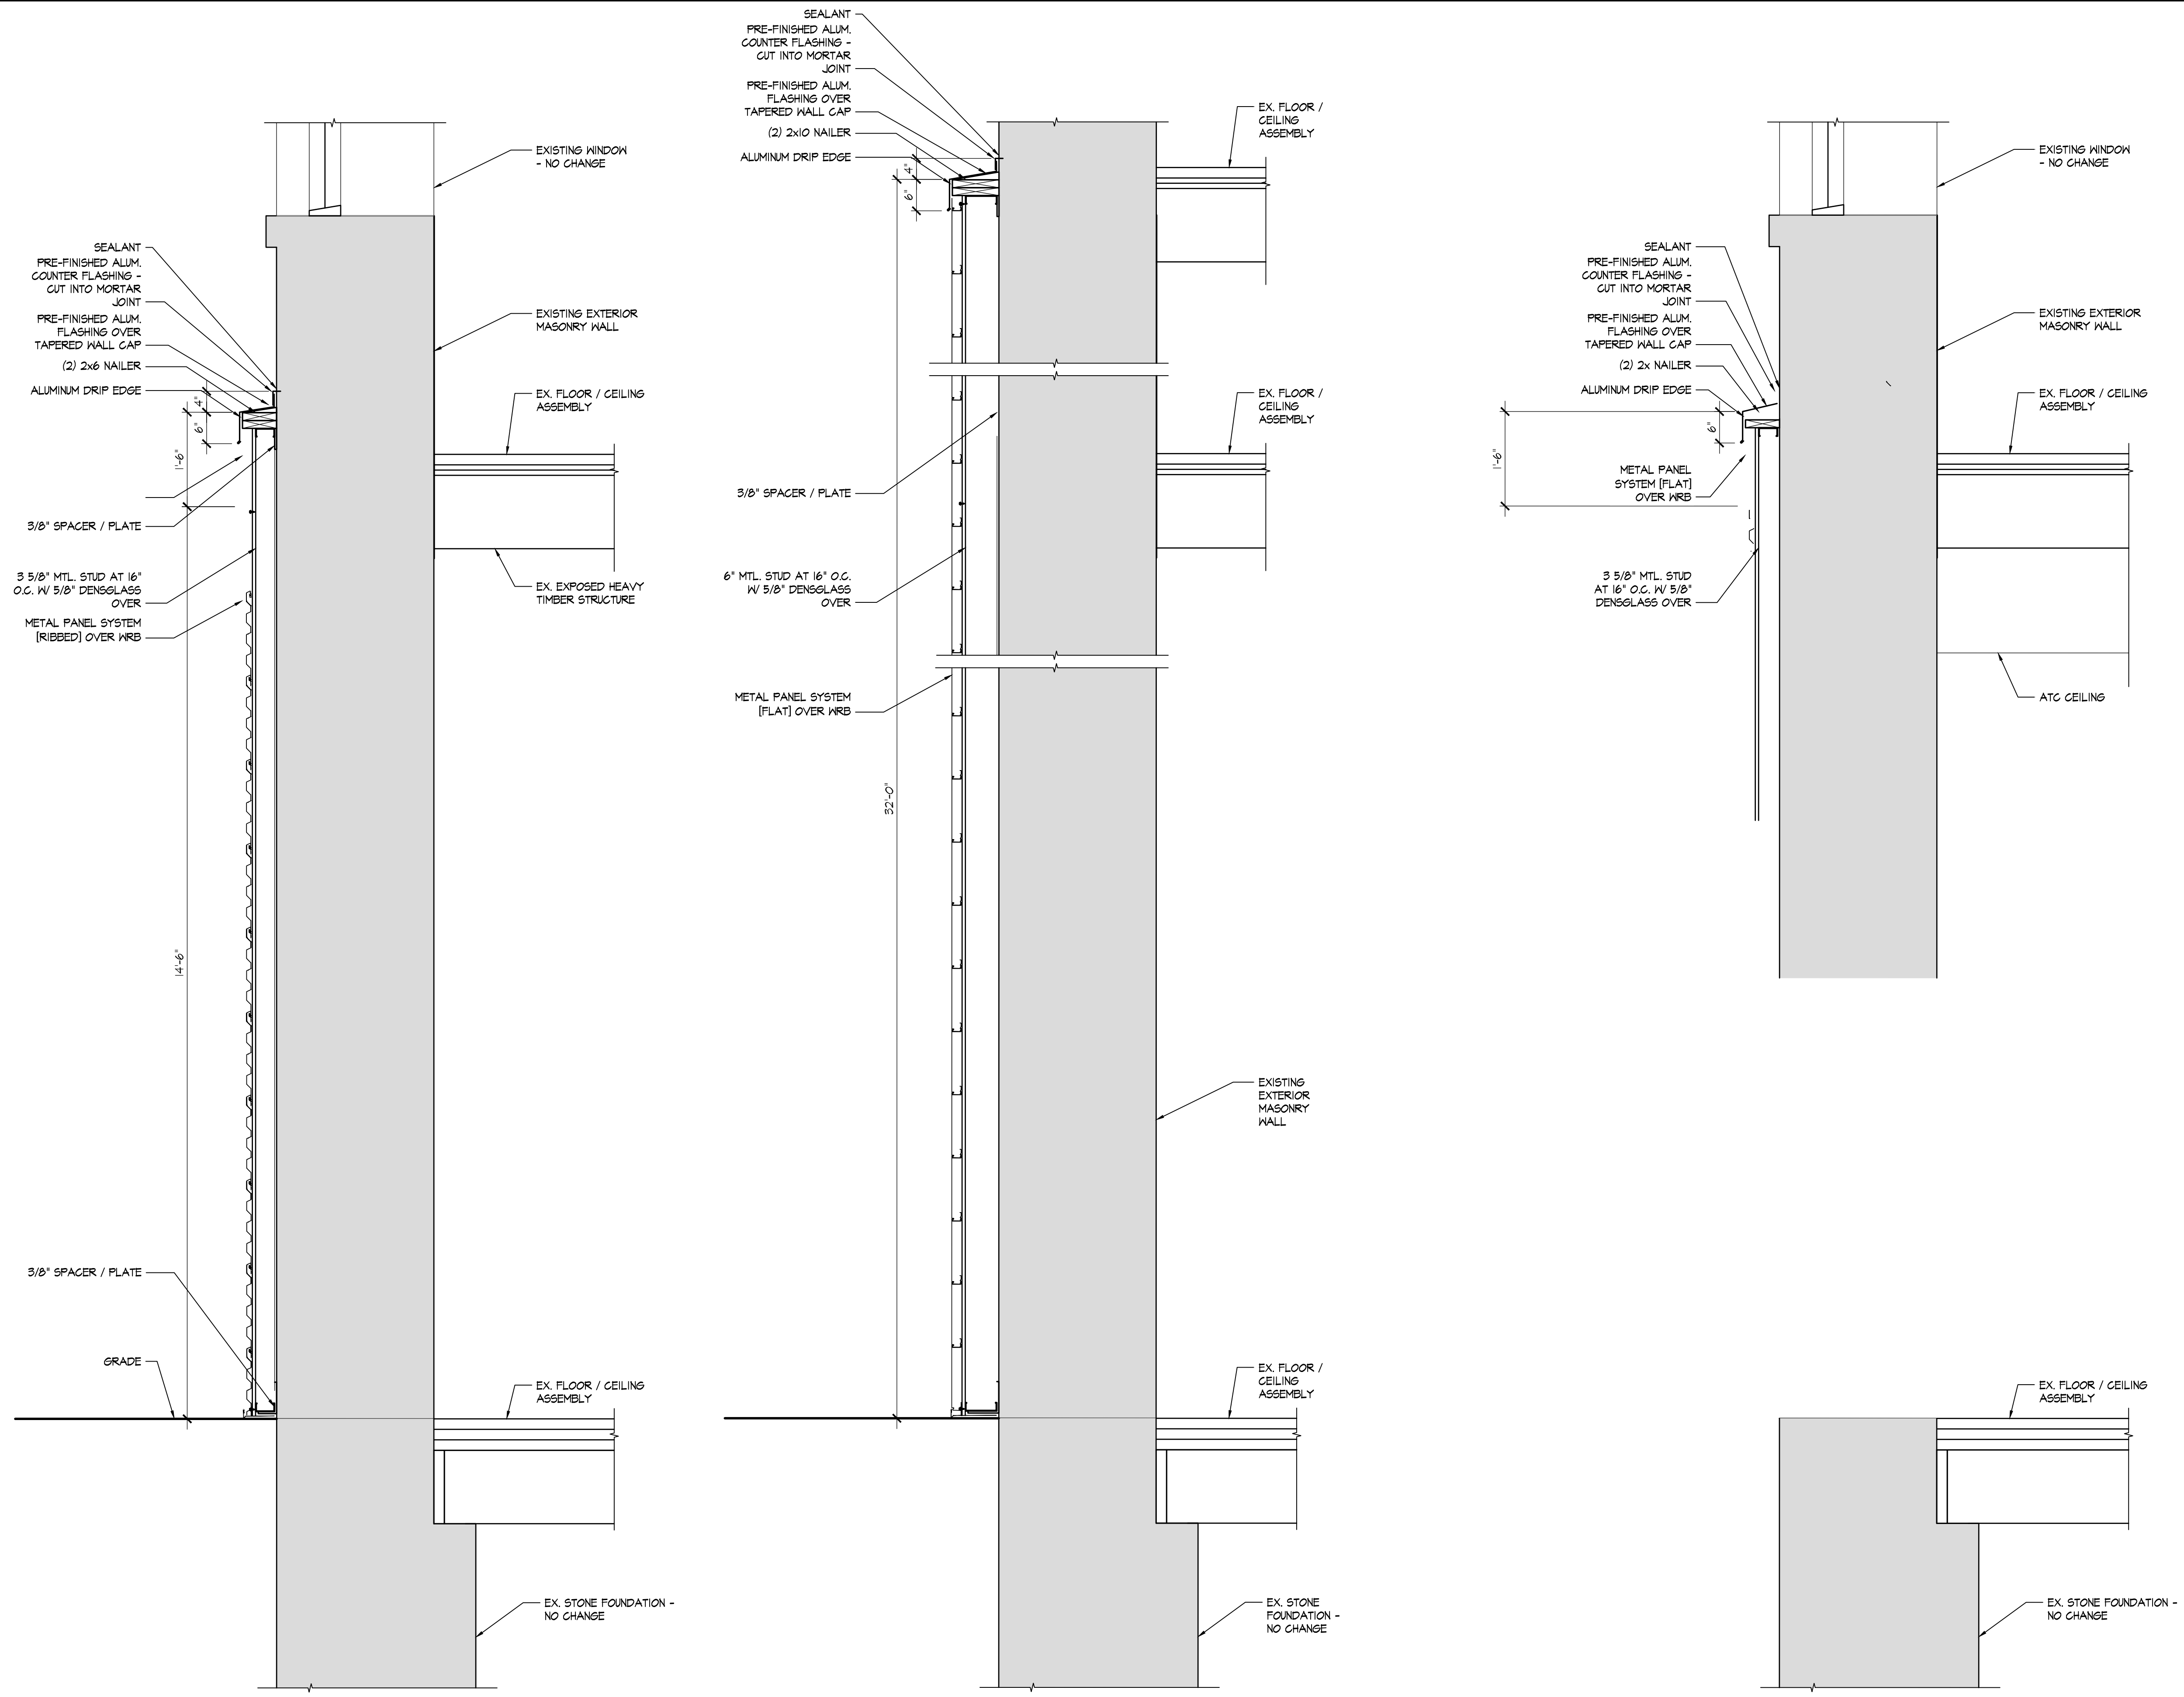 SEALANT
PRE-FINISHED ALUM.
COUNTER FLASHING -
CUT INTO MORTAR
JOINT
PRE-FINISHED ALUM.
FLASHING OVER
TAPERED WALL CAP
(2) 2x6 NAILER
ALUMINUM DRIP EDGE
4"
6"
1'-6"
3/8" SPACER / PLATE
3 5/8" MTL. STUD AT 16"
O.C. W/ 5/8" DENSGLASS
OVER
METAL PANEL SYSTEM
[RIBBED] OVER WRB
14'-6"
3/8" SPACER / PLATE
GRADE
EXISTING WINDOW
- NO CHANGE
EXISTING EXTERIOR
MASONRY WALL
EX. FLOOR / CEILING
ASSEMBLY
EX. EXPOSED HEAVY
TIMBER STRUCTURE
EX. FLOOR / CEILING
ASSEMBLY
EX. STONE FOUNDATION -
NO CHANGE
SEALANT
PRE-FINISHED ALUM.
COUNTER FLASHING -
CUT INTO MORTAR
JOINT
PRE-FINISHED ALUM.
FLASHING OVER
TAPERED WALL CAP
(2) 2x10 NAILER
ALUMINUM DRIP EDGE
4"
6"
3/8" SPACER / PLATE
6" MTL. STUD AT 16" O.C.
W/ 5/8" DENSGLASS
OVER
METAL PANEL SYSTEM
[FLAT] OVER WRB
32'-0"
EX. FLOOR /
CEILING
ASSEMBLY
EX. FLOOR /
CEILING
ASSEMBLY
EXISTING
EXTERIOR
MASONRY
WALL
EX. FLOOR /
CEILING
ASSEMBLY
EX. STONE
FOUNDATION -
NO CHANGE
SEALANT
PRE-FINISHED ALUM.
COUNTER FLASHING -
CUT INTO MORTAR
JOINT
PRE-FINISHED ALUM.
FLASHING OVER
TAPERED WALL CAP
(2) 2x NAILER
ALUMINUM DRIP EDGE
6"
1'-6"
METAL PANEL
SYSTEM [FLAT]
OVER WRB
3 5/8" MTL. STUD
AT 16" O.C. W/ 5/8"
DENSGLASS OVER
EXISTING WINDOW
- NO CHANGE
EXISTING EXTERIOR
MASONRY WALL
EX. FLOOR / CEILING
ASSEMBLY
ATC CEILING
EX. FLOOR / CEILING
ASSEMBLY
EX. STONE FOUNDATION -
NO CHANGE